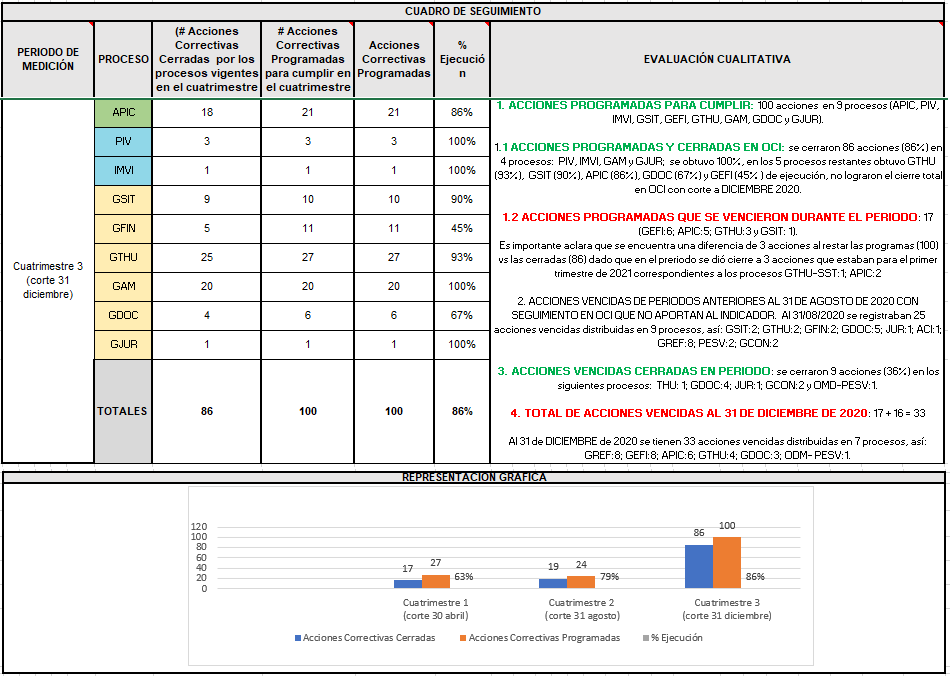 CUADRO DE SEGUIMIENTO
PERIODO DE
MEDICIÓN
PROCESO
(# Acciones
Correctivas
Cerradas por los
procesos vigentes
en el cuatrimestre
# Acciones
Correctivas
Programadas
para cumplir en
el cuatrimestre
Acciones
Correctivas
Programadas
%
Ejecució
n
EVALUACIÓN CUALITATIVA
Cuatrimestre 3
(corte 31
diciembre)
APIC 18 21 21 86%
PIV 3 3 3 100%
IMVI 1 1 1 100%
GSIT 9 10 10 90%
GFIN 5 11 11 45%
GTHU 25 27 27 93%
GAM 20 20 20 100%
GDOC 4 6 6 67%
GJUR 1 1 1 100%
TOTALES 86 100 100 86%
1. ACCIONES PROGRAMADAS PARA CUMPLIR: 100 acciones en 9 procesos (APIC, PIV,
IMVI, GSIT, GEFI, GTHU, GAM, GDOC y GJUR).
1.1 ACCIONES PROGRAMADAS Y CERRADAS EN OCI: se cerraron 86 acciones (86%) en
4 procesos: PIV, IMVI, GAM y GJUR; se obtuvo 100%, en los 5 procesos restantes obtuvo GTHU
(93%), GSIT (90%), APIC (86%), GDOC (67%) y GEFI (45% ) de ejecución, no lograron el cierre total
en OCI con corte a DICIEMBRE 2020.
1.2 ACCIONES PROGRAMADAS QUE SE VENCIERON DURANTE EL PERIODO: 17
(GEFI:6; APIC:5; GTHU:3 y GSIT: 1).
Es importante aclara que se encuentra una diferencia de 3 acciones al restar las programas (100)
vs las cerradas (86) dado que en el preriodo se dió cierre a 3 acciones que estaban para el primer
trimestre de 2021 correspondientes a los procesos GTHU-SST:1; APIC:2
2. ACCIONES VENCIDAS DE PERIODOS ANTERIORES AL 31 DE AGOSTO DE 2020 CON
SEGUIMIENTO EN OCI QUE NO APORTAN AL INDICADOR. Al 31/08/2020 se registraban 25
acciones vencidas distribuidas en 9 procesos, así: GSIT:2; GTHU:2; GFIN:2; GDOC:5; JUR:1; ACI:1;
GREF:8; PESV:2; GCON:2
3. ACCIONES VENCIDAS CERRADAS EN PERIODO: se cerraron 9 acciones (36%) en los
siguientes procesos: THU: 1; GDOC:4; JUR:1; GCON:2 y OMD-PESV:1.
4. TOTAL DE ACCIONES VENCIDAS AL 31 DE DICIEMBRE DE 2020: 17 + 16 = 33
Al 31 de DICIEMBRE de 2020 se tienen 33 acciones vencidas distribuidas en 7 procesos, así:
GREF:8; GEFI:8; APIC:6; GTHU:4; GDOC:3; ODM- PESV:1.
REPRESENTACIÓN GRÁFICA
120
100
80
60
40
20
0
17 27 63%
19 24 79%
86 100 86%
Cuatrimestre 1
(corte 30 abril)
Cuatrimestre 2
(corte 31 agosto)
Cuatrimestre 3
(corte 31 diciembre)
Acciones Correctivas Cerradas Acciones Correctivas Programadas % Ejecución